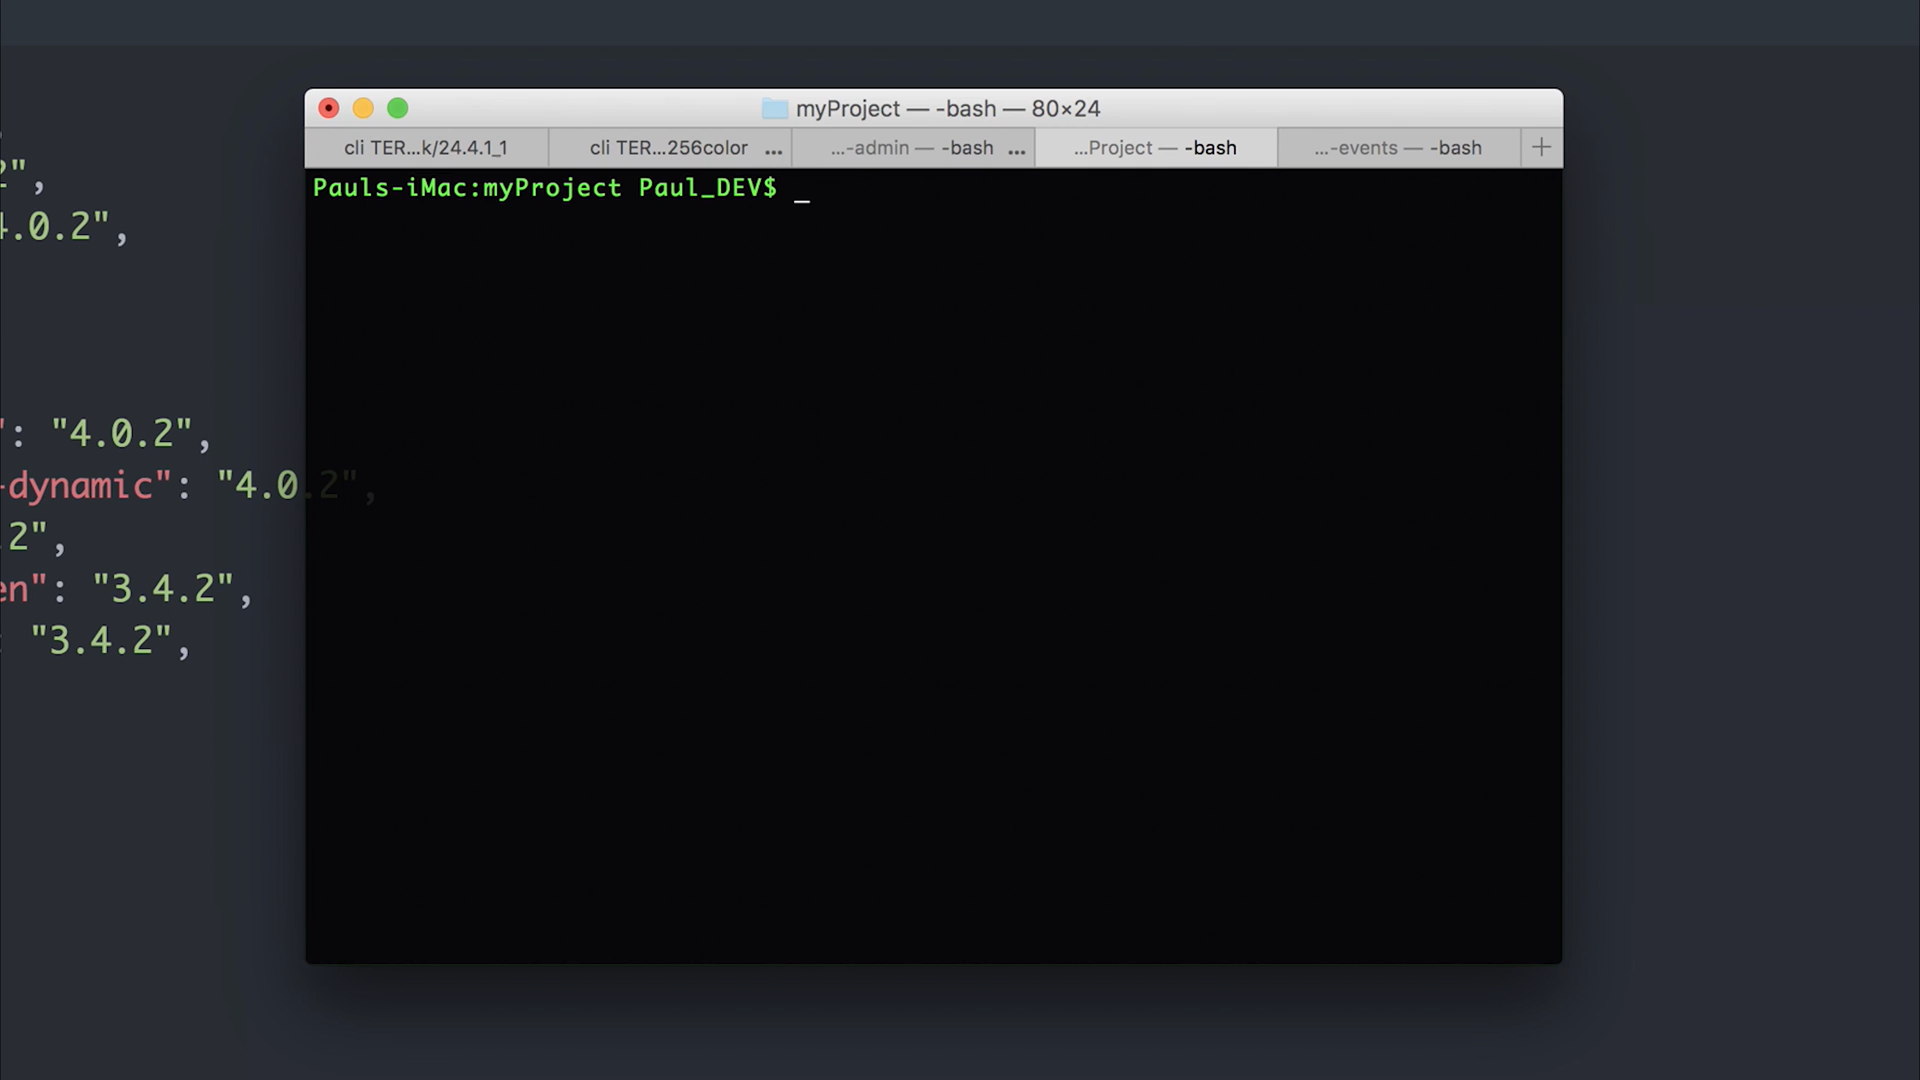 myProject — -bash — 80×24
cli TER...k/24.4.1_1
cli TER...256color ...
...-admin — -bash ...
...Project — -bash
...-events — -bash
+
Pauls-iMac:myProject Paul_DEV$ _
",
4.0.2",
": "4.0.2",
-dynamic": "4.0.2",
.2",
en": "3.4.2",
: "3.4.2",